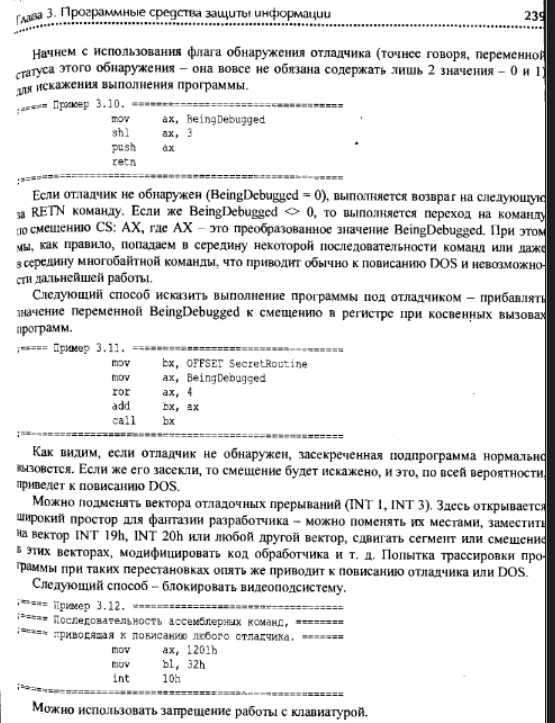 Глава 3. Программные средства защиты информации 239
Начнем с использования флага обнаружения отладчика (точнее говоря, переменной
статуса этого обнаружения – она вовсе не обязана содержать лишь 2 значения – 0 и 1)
для искажения выполнения программы.
;===== Пример 3.10. ===================================
mov ax, BeingDebugged
shl ax, 3
push ax
retn
;=====================================================
Если отладчик не обнаружен (BeingDebugged = 0), выполняется возврат на следующую
за RETN команду. Если же BeingDebugged <> 0, то выполняется переход на команду
по смещению CS: AX, где AX – это преобразованное значение BeingDebugged. При этом
мы, как правило, попадаем в середину некоторой последовательности команд или даже
в середину многобайтной команды, что приводит обычно к повисанию DOS и невозможно-
сти дальнейшей работы.
Следующий способ исказить выполнение программы под отладчиком – прибавлять
значение переменной BeingDebugged к смещению в регистре при косвенных вызовах
программ.
;===== Пример 3.11. ===================================
mov bx, OFFSET SecretRoutine
mov ax, BeingDebugged
ror ax, 4
add bx, ax
call bx
;=====================================================
Как видим, если отладчик не обнаружен, засекреченная подпрограмма нормально
вызовется. Если же его засекли, то смещение будет искажено, и это, по всей вероятности,
приведет к повисанию DOS.
Можно подменять вектора отладочных прерываний (INT 1, INT 3). Здесь открывается
широкий простор для фантазии разработчика – можно поменять их местами, заместить
на вектор INT 19h, INT 20h или любой другой вектор, сдвигать сегмент или смещение
в этих векторах, модифицировать код обработчика и т. д. Попытка трассировки про-
граммы при таких перестановках опять же приводит к повисанию отладчика или DOS.
Следующий способ – блокировать видеоподсистему.
;===== Пример 3.12. ===================================
;===== Последовательность ассемблерных команд, ========
;===== приводящая к повисанию любого отладчика. =======
mov ax, 1201h
mov bl, 32h
int 10h
;=====================================================
Можно использовать запрещение работы с клавиатурой.